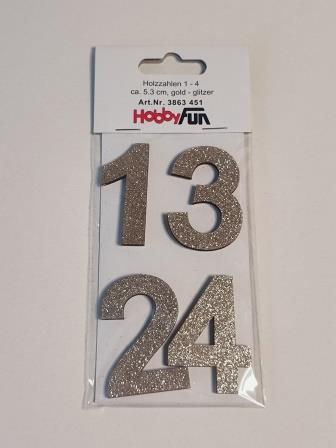 Holzzahlen 1 - 4
ca. 5.3 cm, gold - glitzer
Art.Nr. 3863 451
HobbyFun
1 3
2 4